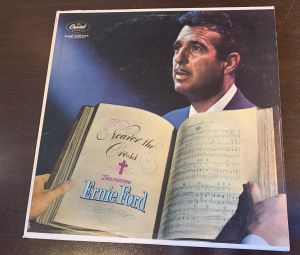 Capitol
Nearer the
Cross
Tennessee
Ernie Ford